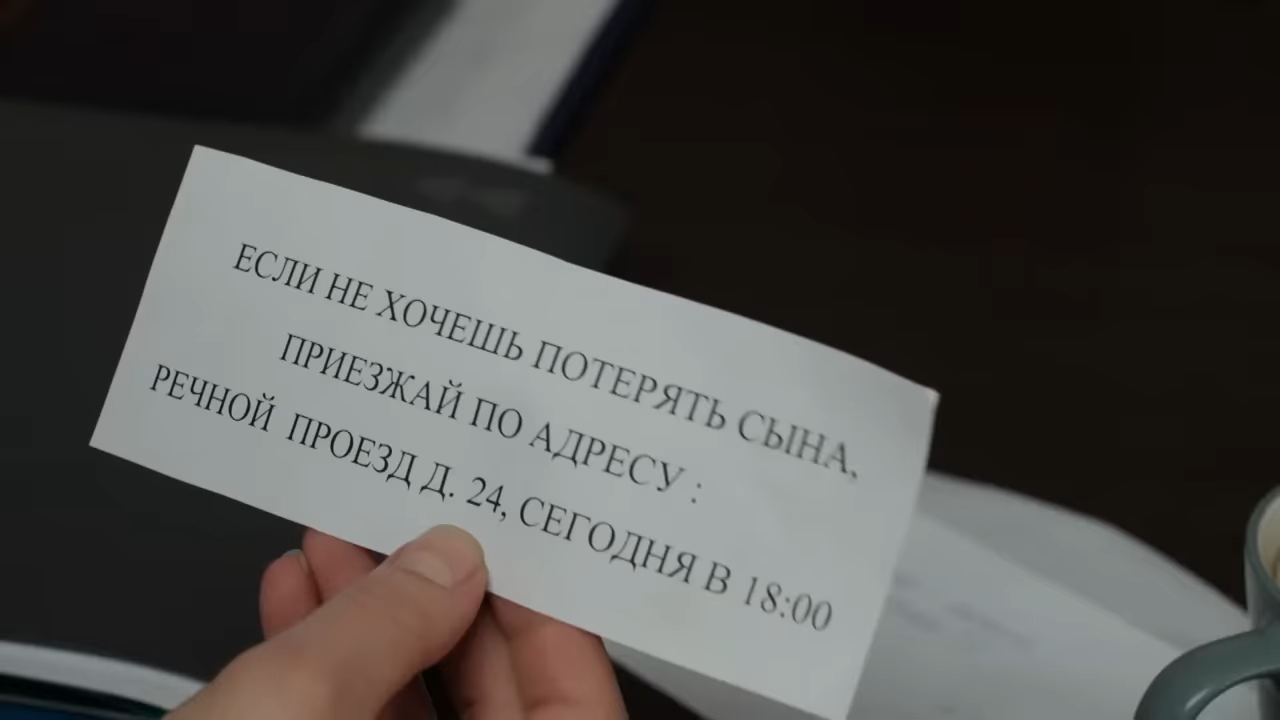 ЕСЛИ НЕ ХОЧЕШЬ ПОТЕРЯТЬ СЫНА,
ПРИЕЗЖАЙ ПО АДРЕСУ :
РЕЧНОЙ ПРОЕЗД Д. 24, СЕГОДНЯ В 18:00